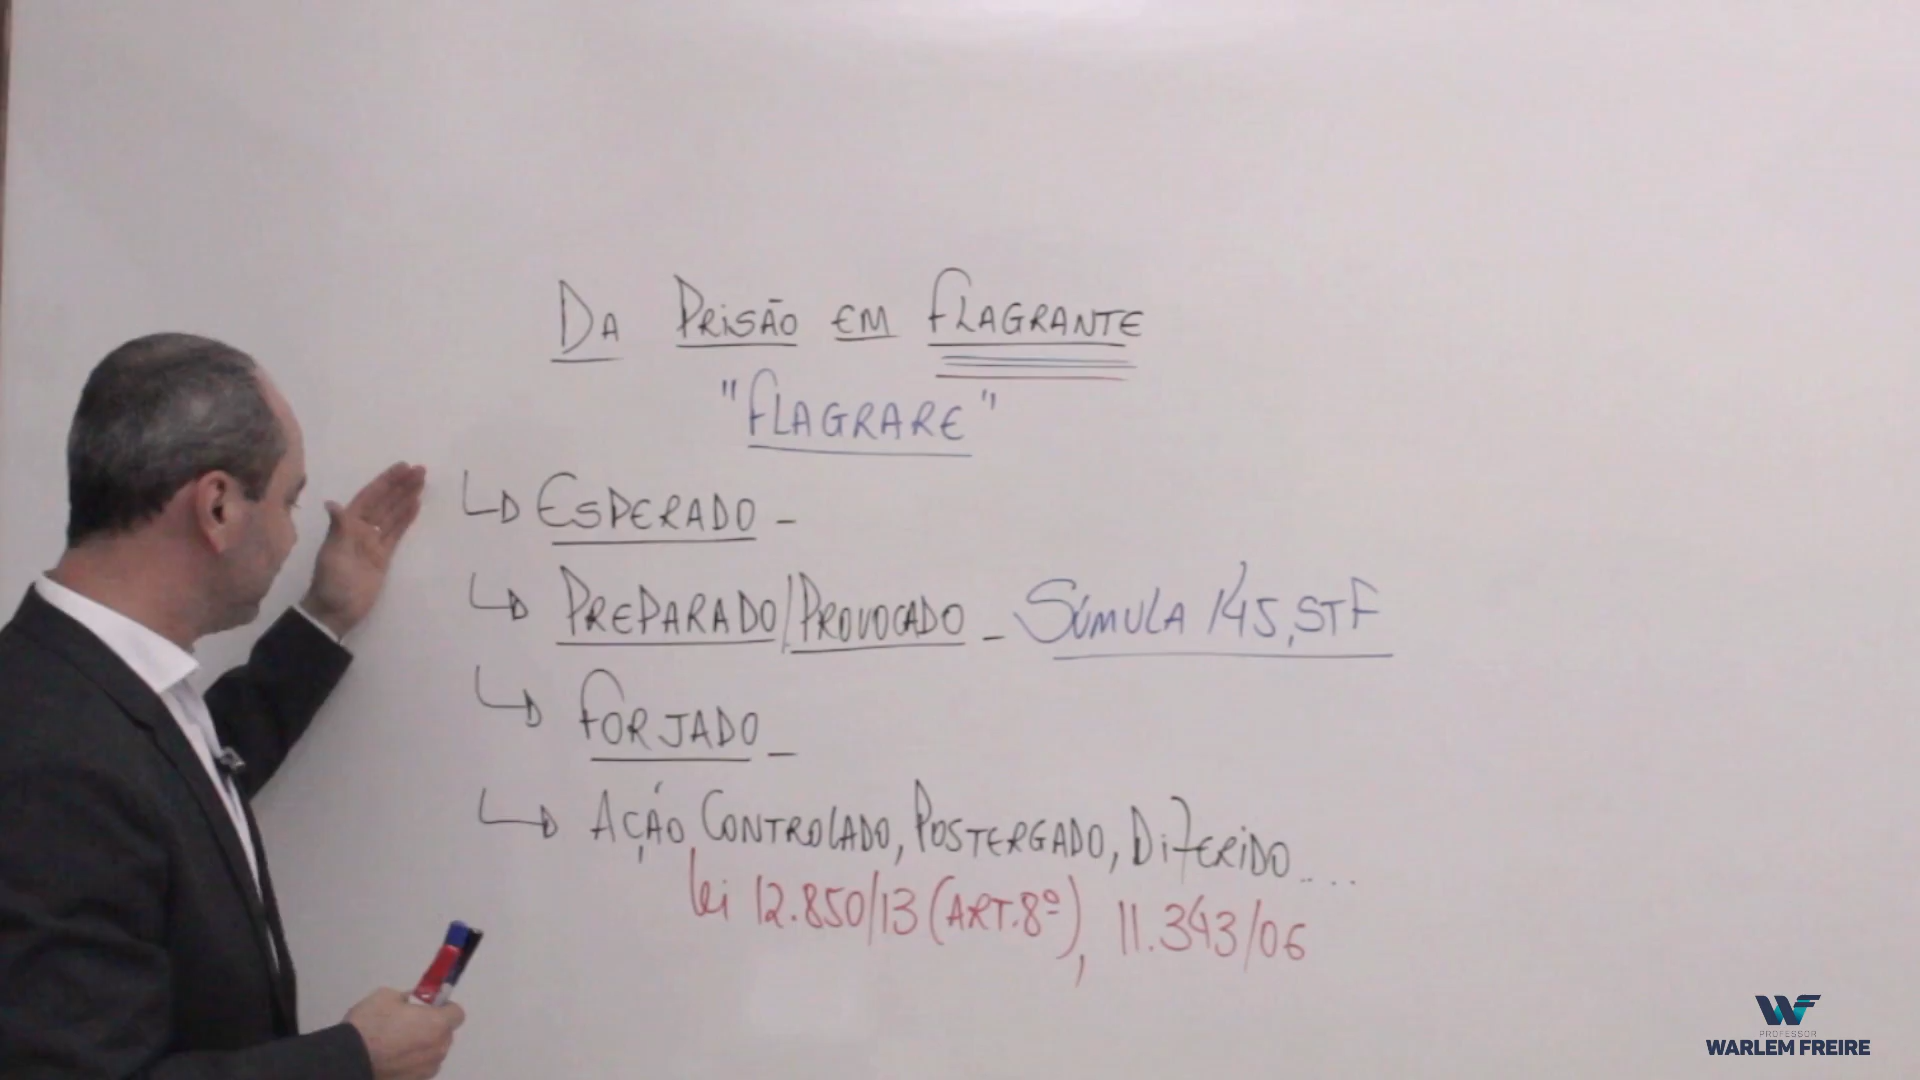 DA PRISÃO EM FLAGRANTE
"FLAGRARE"
ESPERADO -
PREPARADO/PROVOCADO - SÚMULA 145, STF
FORJADO -
AÇÃO CONTROLADO, POSTERGADO, DIFERIDO....
Lei 12.850/13 (ART. 8º), 11.343/06
WF
PROFESSOR
WARLEM FREIRE